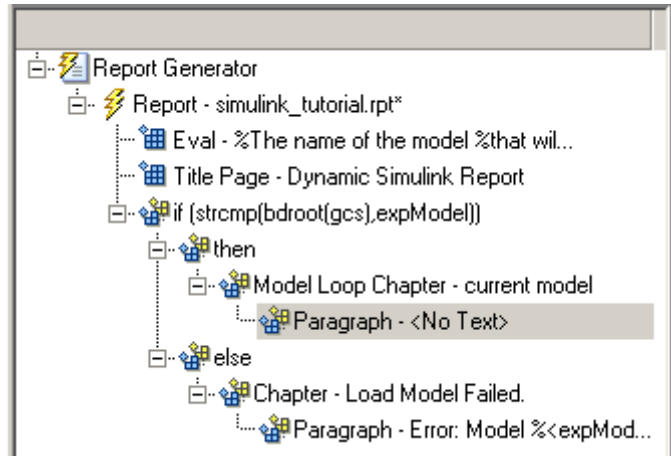 Report Generator
Report - simulink_tutorial.rpt*
Eval - %The name of the model %that wil...
Title Page - Dynamic Simulink Report
if (strcmp(bdroot(gcs),expModel))
then
Model Loop Chapter - current model
Paragraph - <No Text>
else
Chapter - Load Model Failed.
Paragraph - Error: Model %<expMod...